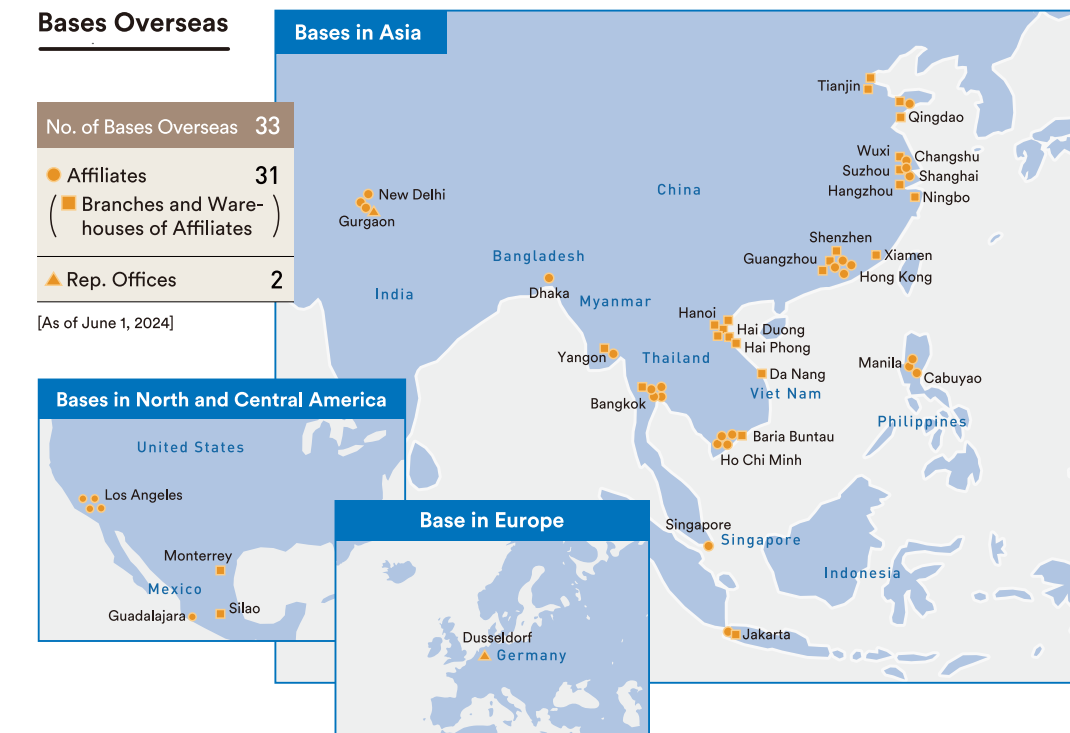 Bases Overseas
No. of Bases Overseas 33
Affiliates 31
( Branches and Ware-
houses of Affiliates )
Rep. Offices 2
[As of June 1, 2024]
Bases in Asia
Tianjin
Qingdao
Wuxi
Changshu
Suzhou
Shanghai
Hangzhou
Ningbo
China
New Delhi
Gurgaon
Shenzhen
Guangzhou
Xiamen
Hong Kong
Bangladesh
Dhaka
India
Myanmar
Hanoi
Hai Duong
Hai Phong
Yangon
Thailand
Da Nang
Viet Nam
Bangkok
Manila
Cabuyao
Philippines
Baria Buntau
Ho Chi Minh
Singapore
Singapore
Indonesia
Jakarta
Bases in North and Central America
United States
Los Angeles
Monterrey
Mexico
Guadalajara
Silao
Base in Europe
Dusseldorf
Germany